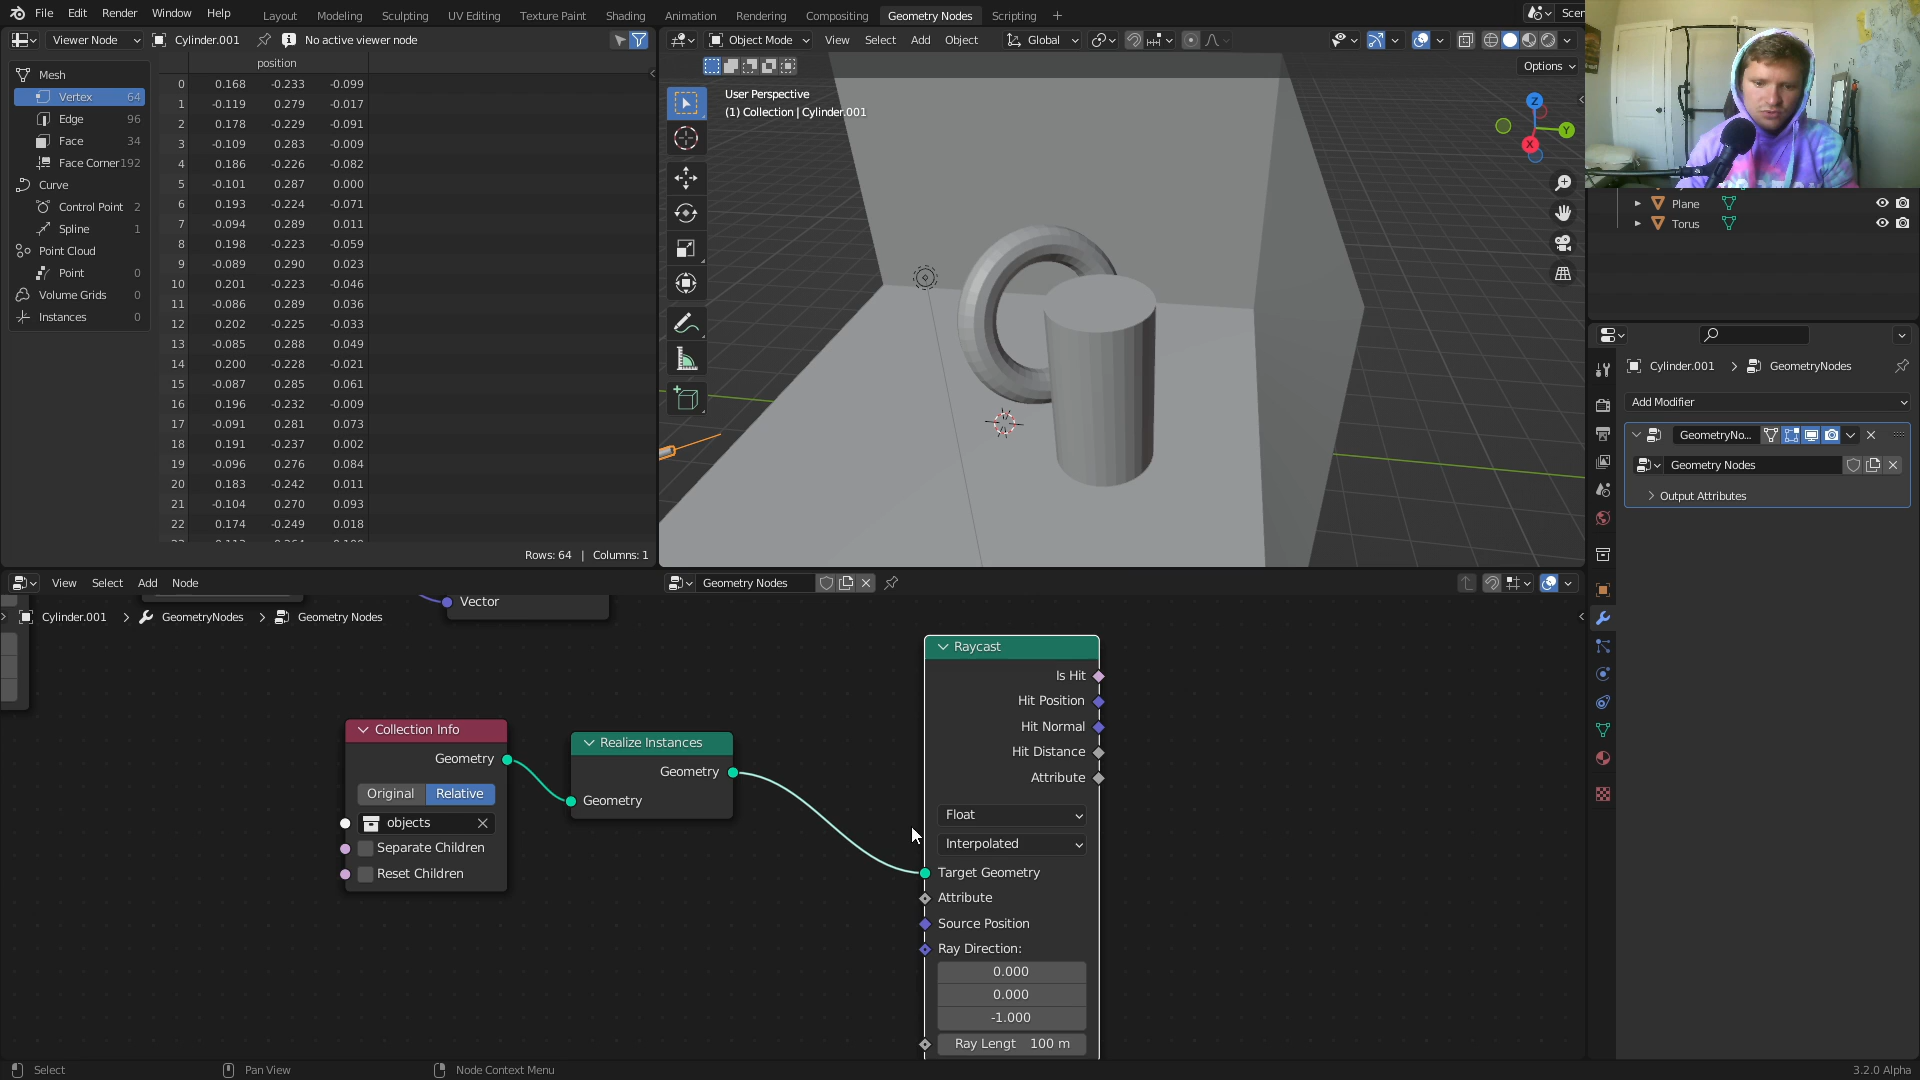 File Edit Render Window Help
Layout Modeling Sculpting UV Editing Texture Paint Shading Animation Rendering Compositing Geometry Nodes Scripting +
Scen
Viewer Node Cylinder.001 No active viewer node
Object Mode View Select Add Object Global
Options
position
Mesh
Vertex 64
Edge 96
Face 34
Face Corner 192
Curve
Control Point 2
Spline 1
Point Cloud
Point 0
Volume Grids 0
Instances 0
0 0.168 -0.233 -0.099
1 -0.119 0.279 -0.017
2 0.178 -0.229 -0.091
3 -0.109 0.283 -0.009
4 0.186 -0.226 -0.082
5 -0.101 0.287 0.000
6 0.193 -0.224 -0.071
7 -0.094 0.289 0.011
8 0.198 -0.223 -0.059
9 -0.089 0.290 0.023
10 0.201 -0.223 -0.046
11 -0.086 0.289 0.036
12 0.202 -0.225 -0.033
13 -0.085 0.288 0.049
14 0.200 -0.228 -0.021
15 -0.087 0.285 0.061
16 0.196 -0.232 -0.009
17 -0.091 0.281 0.073
18 0.191 -0.237 0.002
19 -0.096 0.276 0.084
20 0.183 -0.242 0.011
21 -0.104 0.270 0.093
22 0.174 -0.249 0.018
Rows: 64 | Columns: 1
User Perspective
(1) Collection | Cylinder.001
Z
Y
X
Plane
Torus
Cylinder.001 GeometryNodes
Add Modifier
GeometryNo...
Geometry Nodes
Output Attributes
View Select Add Node
Geometry Nodes
Vector
Cylinder.001 > GeometryNodes > Geometry Nodes
Collection Info
Geometry
Original Relative
objects
Separate Children
Reset Children
Realize Instances
Geometry
Geometry
Raycast
Is Hit
Hit Position
Hit Normal
Hit Distance
Attribute
Float
Interpolated
Target Geometry
Attribute
Source Position
Ray Direction:
0.000
0.000
-1.000
Ray Lengt 100 m
Select Pan View Node Context Menu
3.2.0 Alpha